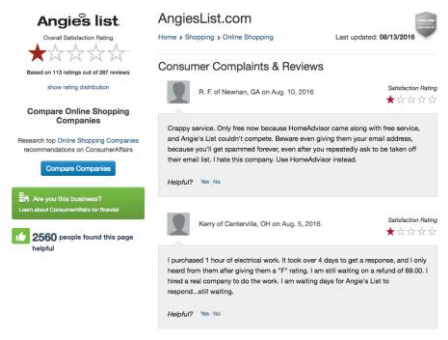 Angie's list
Overall Satisfaction Rating
Based on 113 ratings out of 287 reviews
show rating distribution
Compare Online Shopping
Companies
Research top Online Shopping Companies
recommendations on ConsumerAffairs
Compare Companies
Are you this business?
Learn about ConsumerAffairs for Brands!
2560 people found this page
helpful
AngiesList.com
Home > Shopping > Online Shopping
Last updated: 08/13/2016
Consumer Complaints & Reviews
R. F. of Newnan, GA on Aug. 10, 2016
Satisfaction Rating
Crappy service. Only free now because HomeAdvisor came along with free service,
and Angie's List couldn't compete. Beware even giving them your email address,
because you'll get spammed forever, even after you repeatedly ask to be taken off
their email list. I hate this company. Use HomeAdvisor instead.
Helpful? Yes No
Kerry of Centerville, OH on Aug. 5, 2016
Satisfaction Rating
I purchased 1 hour of electrical work. It took over 4 days to get a response, and I only
heard from them after giving them a "F" rating. I am still waiting on a refund of 69.00. I
hired a real company to do the work. I am waiting days for Angie's List to
respond...still waiting.
Helpful? Yes No